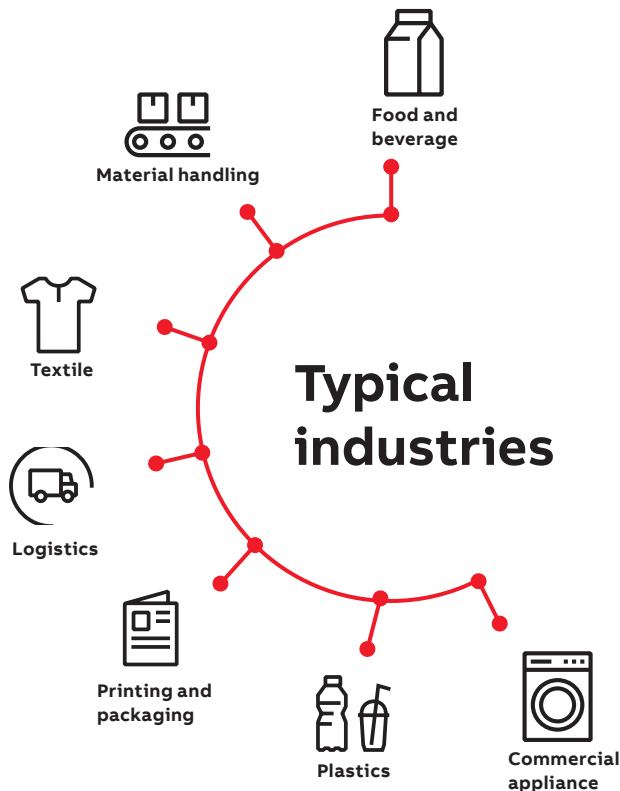 Food and
beverage
Material handling
Textile
Typical
industries
Logistics
Printing and
packaging
Plastics
Commercial
appliance